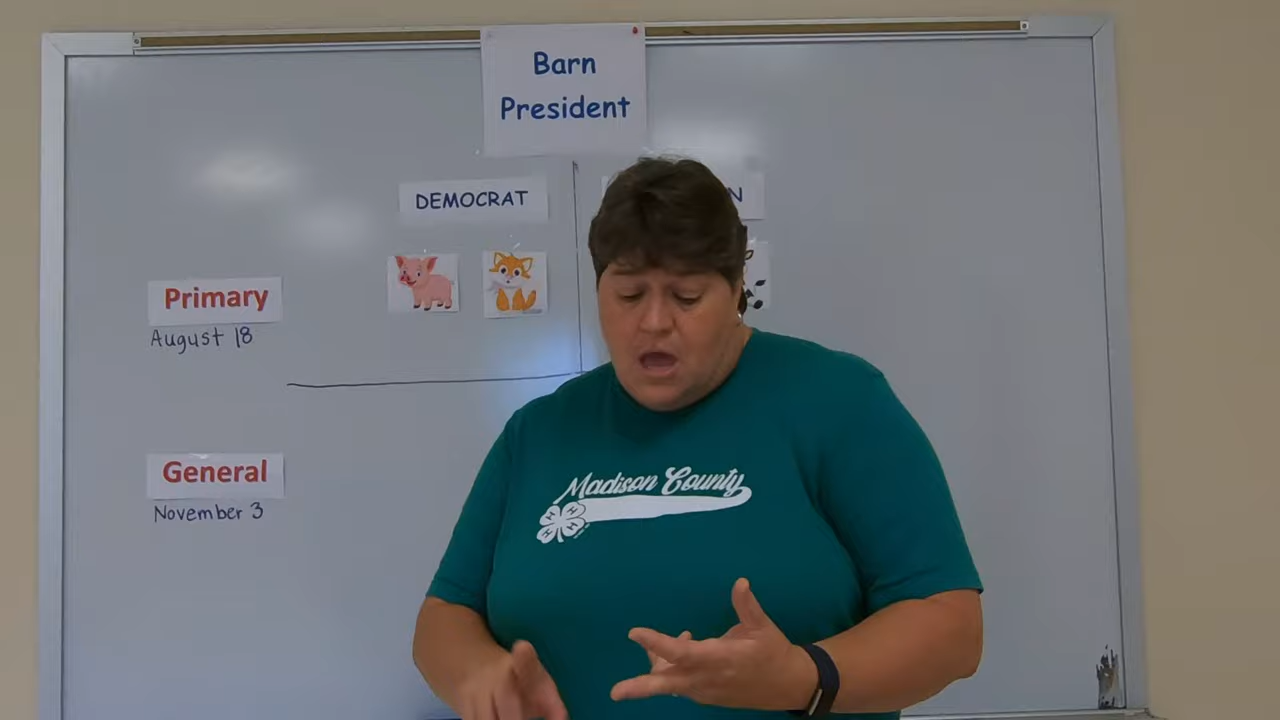 Barn
President
DEMOCRAT
N
Primary
August 18
General
November 3
Madison County
H H
H H